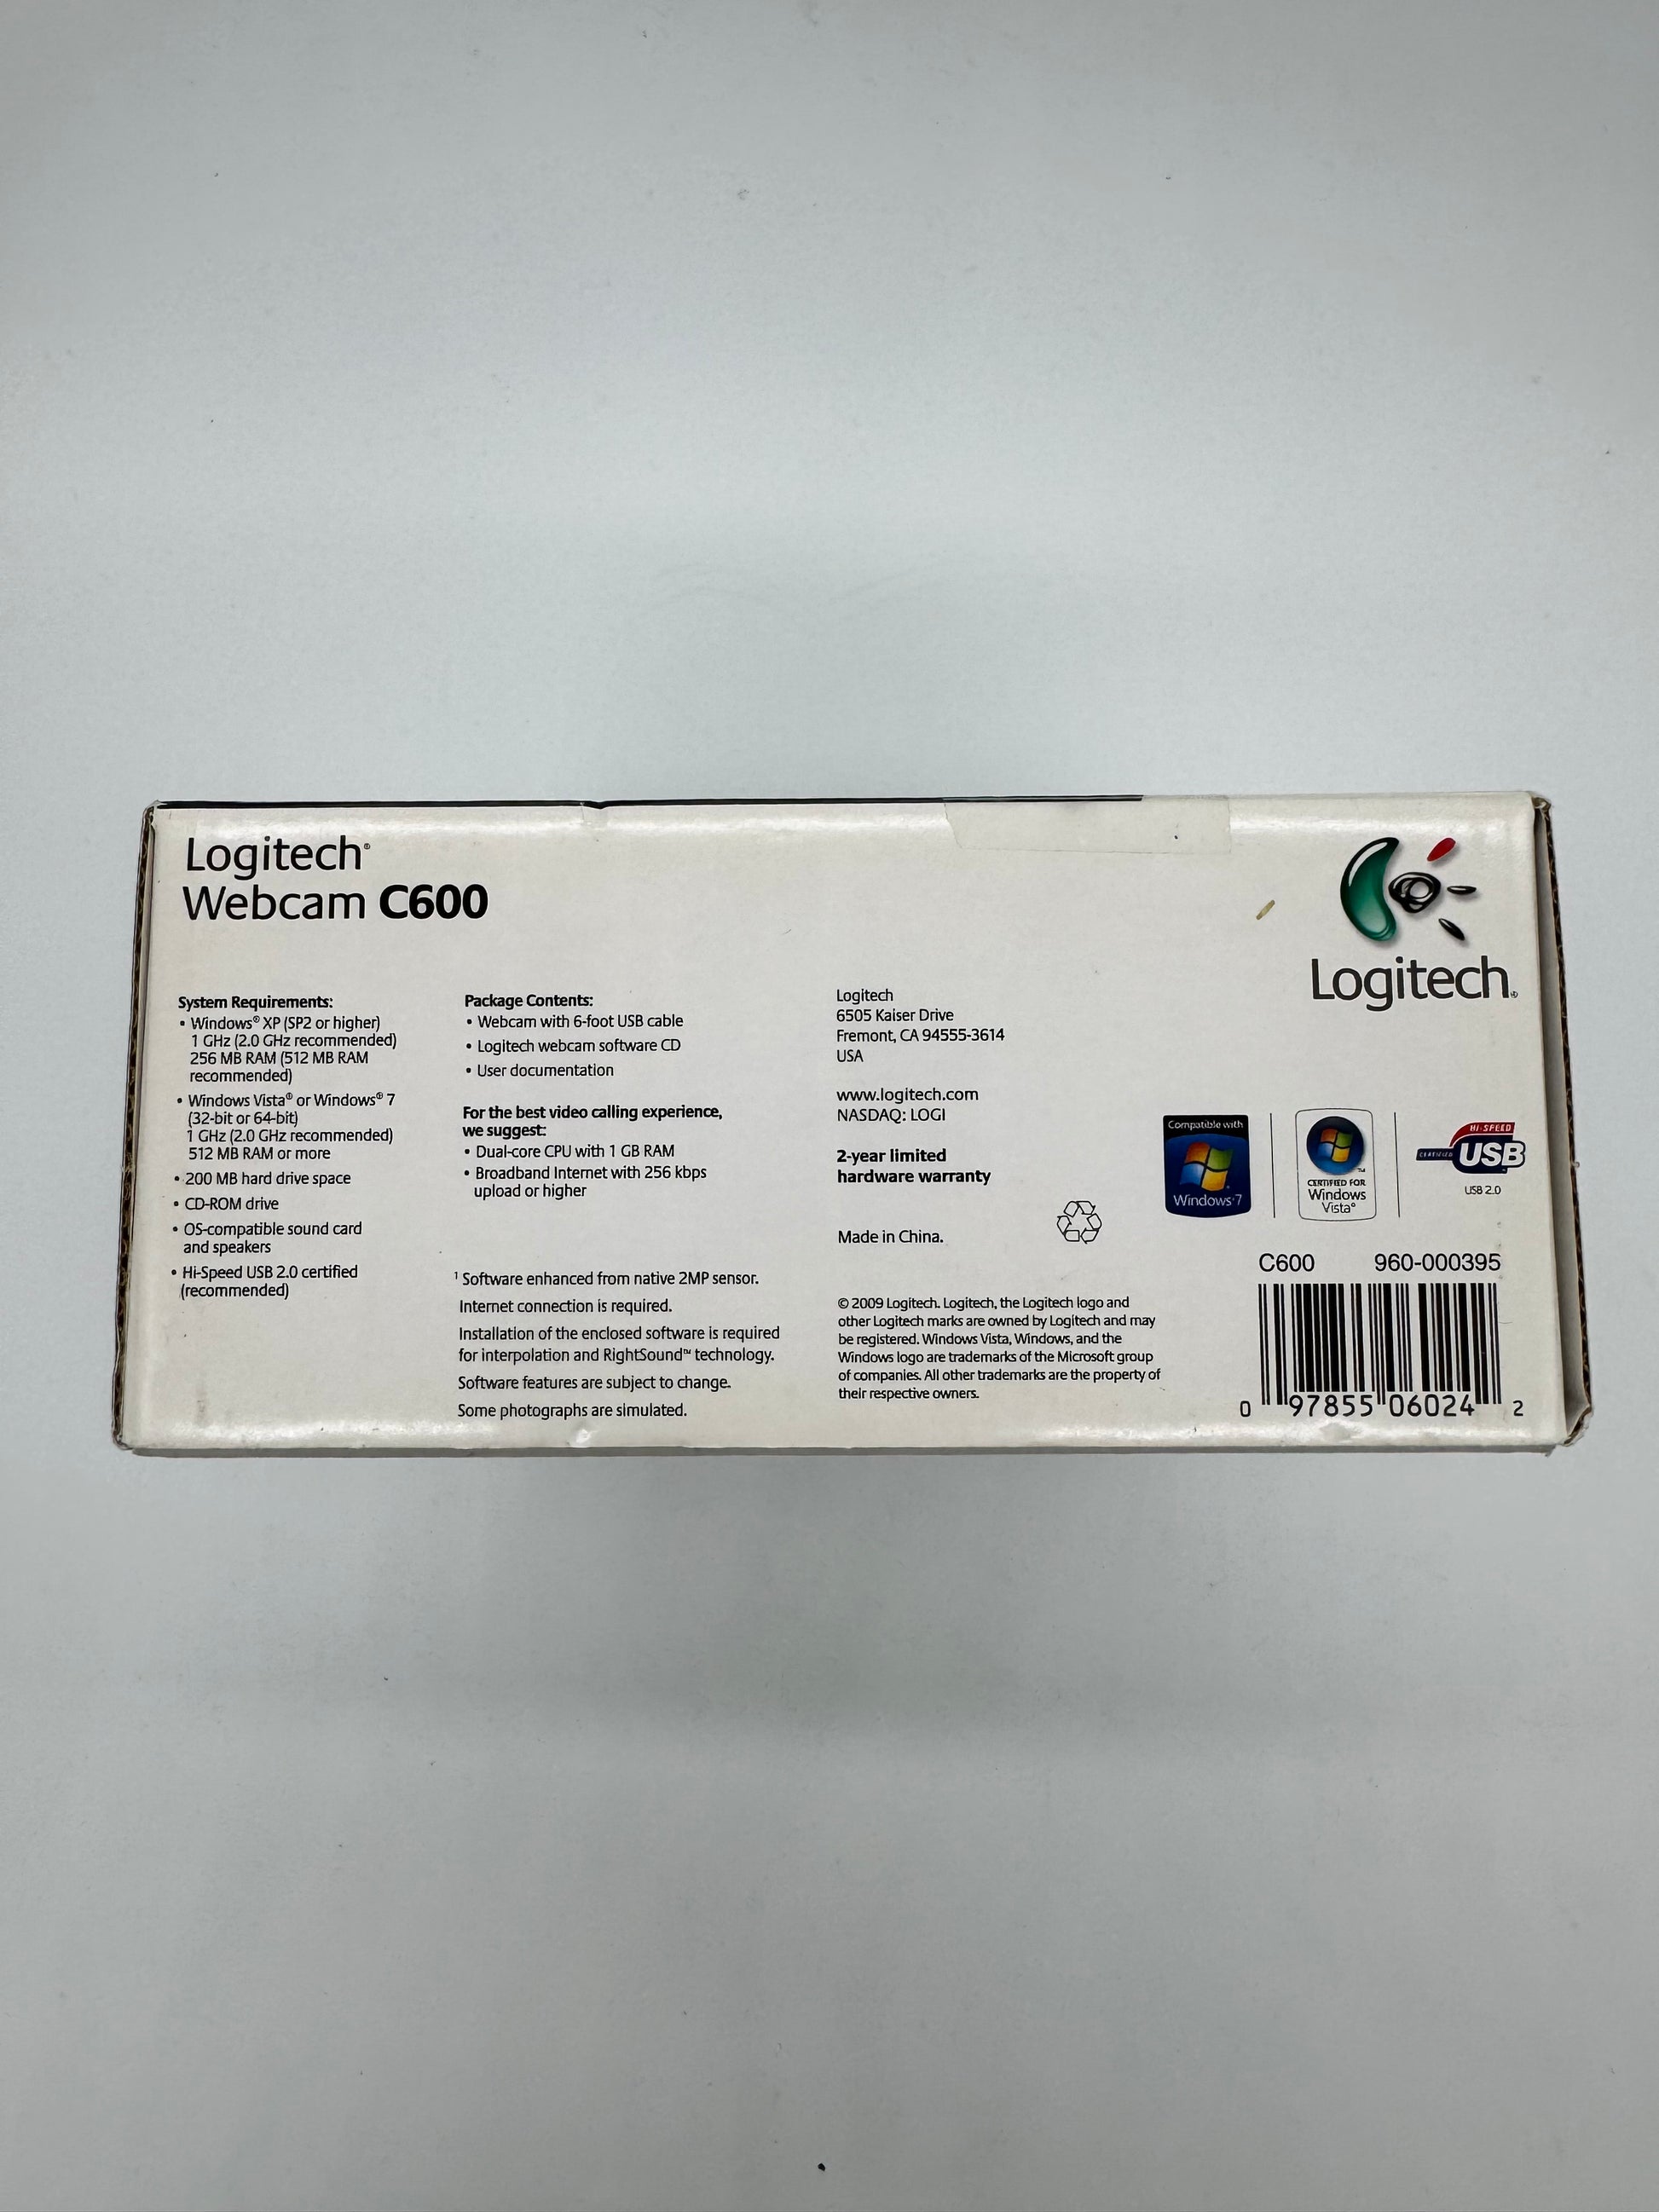 Logitech®
Webcam C600
System Requirements:
• Windows® XP (SP2 or higher)
1 GHz (2.0 GHz recommended)
256 MB RAM (512 MB RAM
recommended)
• Windows Vista® or Windows® 7
(32-bit or 64-bit)
1 GHz (2.0 GHz recommended)
512 MB RAM or more
• 200 MB hard drive space
• CD-ROM drive
• OS-compatible sound card
and speakers
• Hi-Speed USB 2.0 certified
(recommended)
Package Contents:
• Webcam with 6-foot USB cable
• Logitech webcam software CD
• User documentation
For the best video calling experience,
we suggest:
• Dual-core CPU with 1 GB RAM
• Broadband Internet with 256 kbps
upload or higher
¹ Software enhanced from native 2MP sensor.
Internet connection is required.
Installation of the enclosed software is required
for interpolation and RightSound™ technology.
Software features are subject to change.
Some photographs are simulated.
Logitech
6505 Kaiser Drive
Fremont, CA 94555-3614
USA
www.logitech.com
NASDAQ: LOGI
2-year limited
hardware warranty
Made in China.
© 2009 Logitech. Logitech, the Logitech logo and
other Logitech marks are owned by Logitech and may
be registered. Windows Vista, Windows, and the
Windows logo are trademarks of the Microsoft group
of companies. All other trademarks are the property of
their respective owners.
Logitech®
Compatible with
Windows® 7
CERTIFIED FOR
Windows
Vista®
HI-SPEED
CERTIFIED USB™
USB 2.0
C600 960-000395
0 97855 06024 2